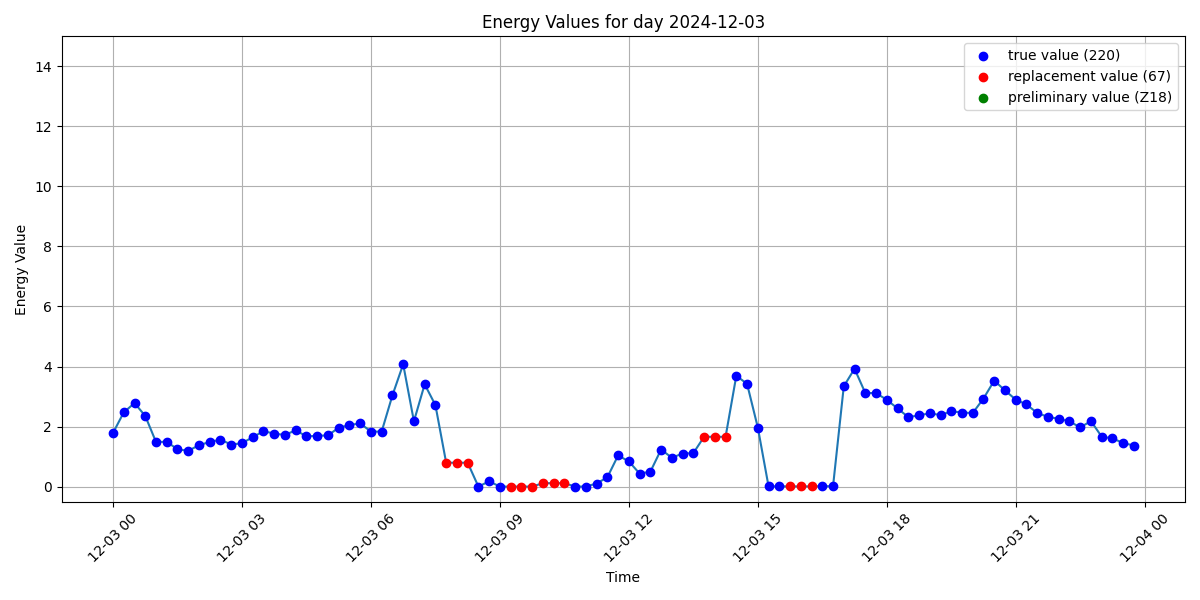 Energy Values for day 2024-12-03
true value (220)
replacement value (67)
preliminary value (Z18)
Energy Value
14
12
10
8
6
4
2
0
12-03 00
12-03 03
12-03 06
12-03 09
12-03 12
12-03 15
12-03 18
12-03 21
12-04 00
Time